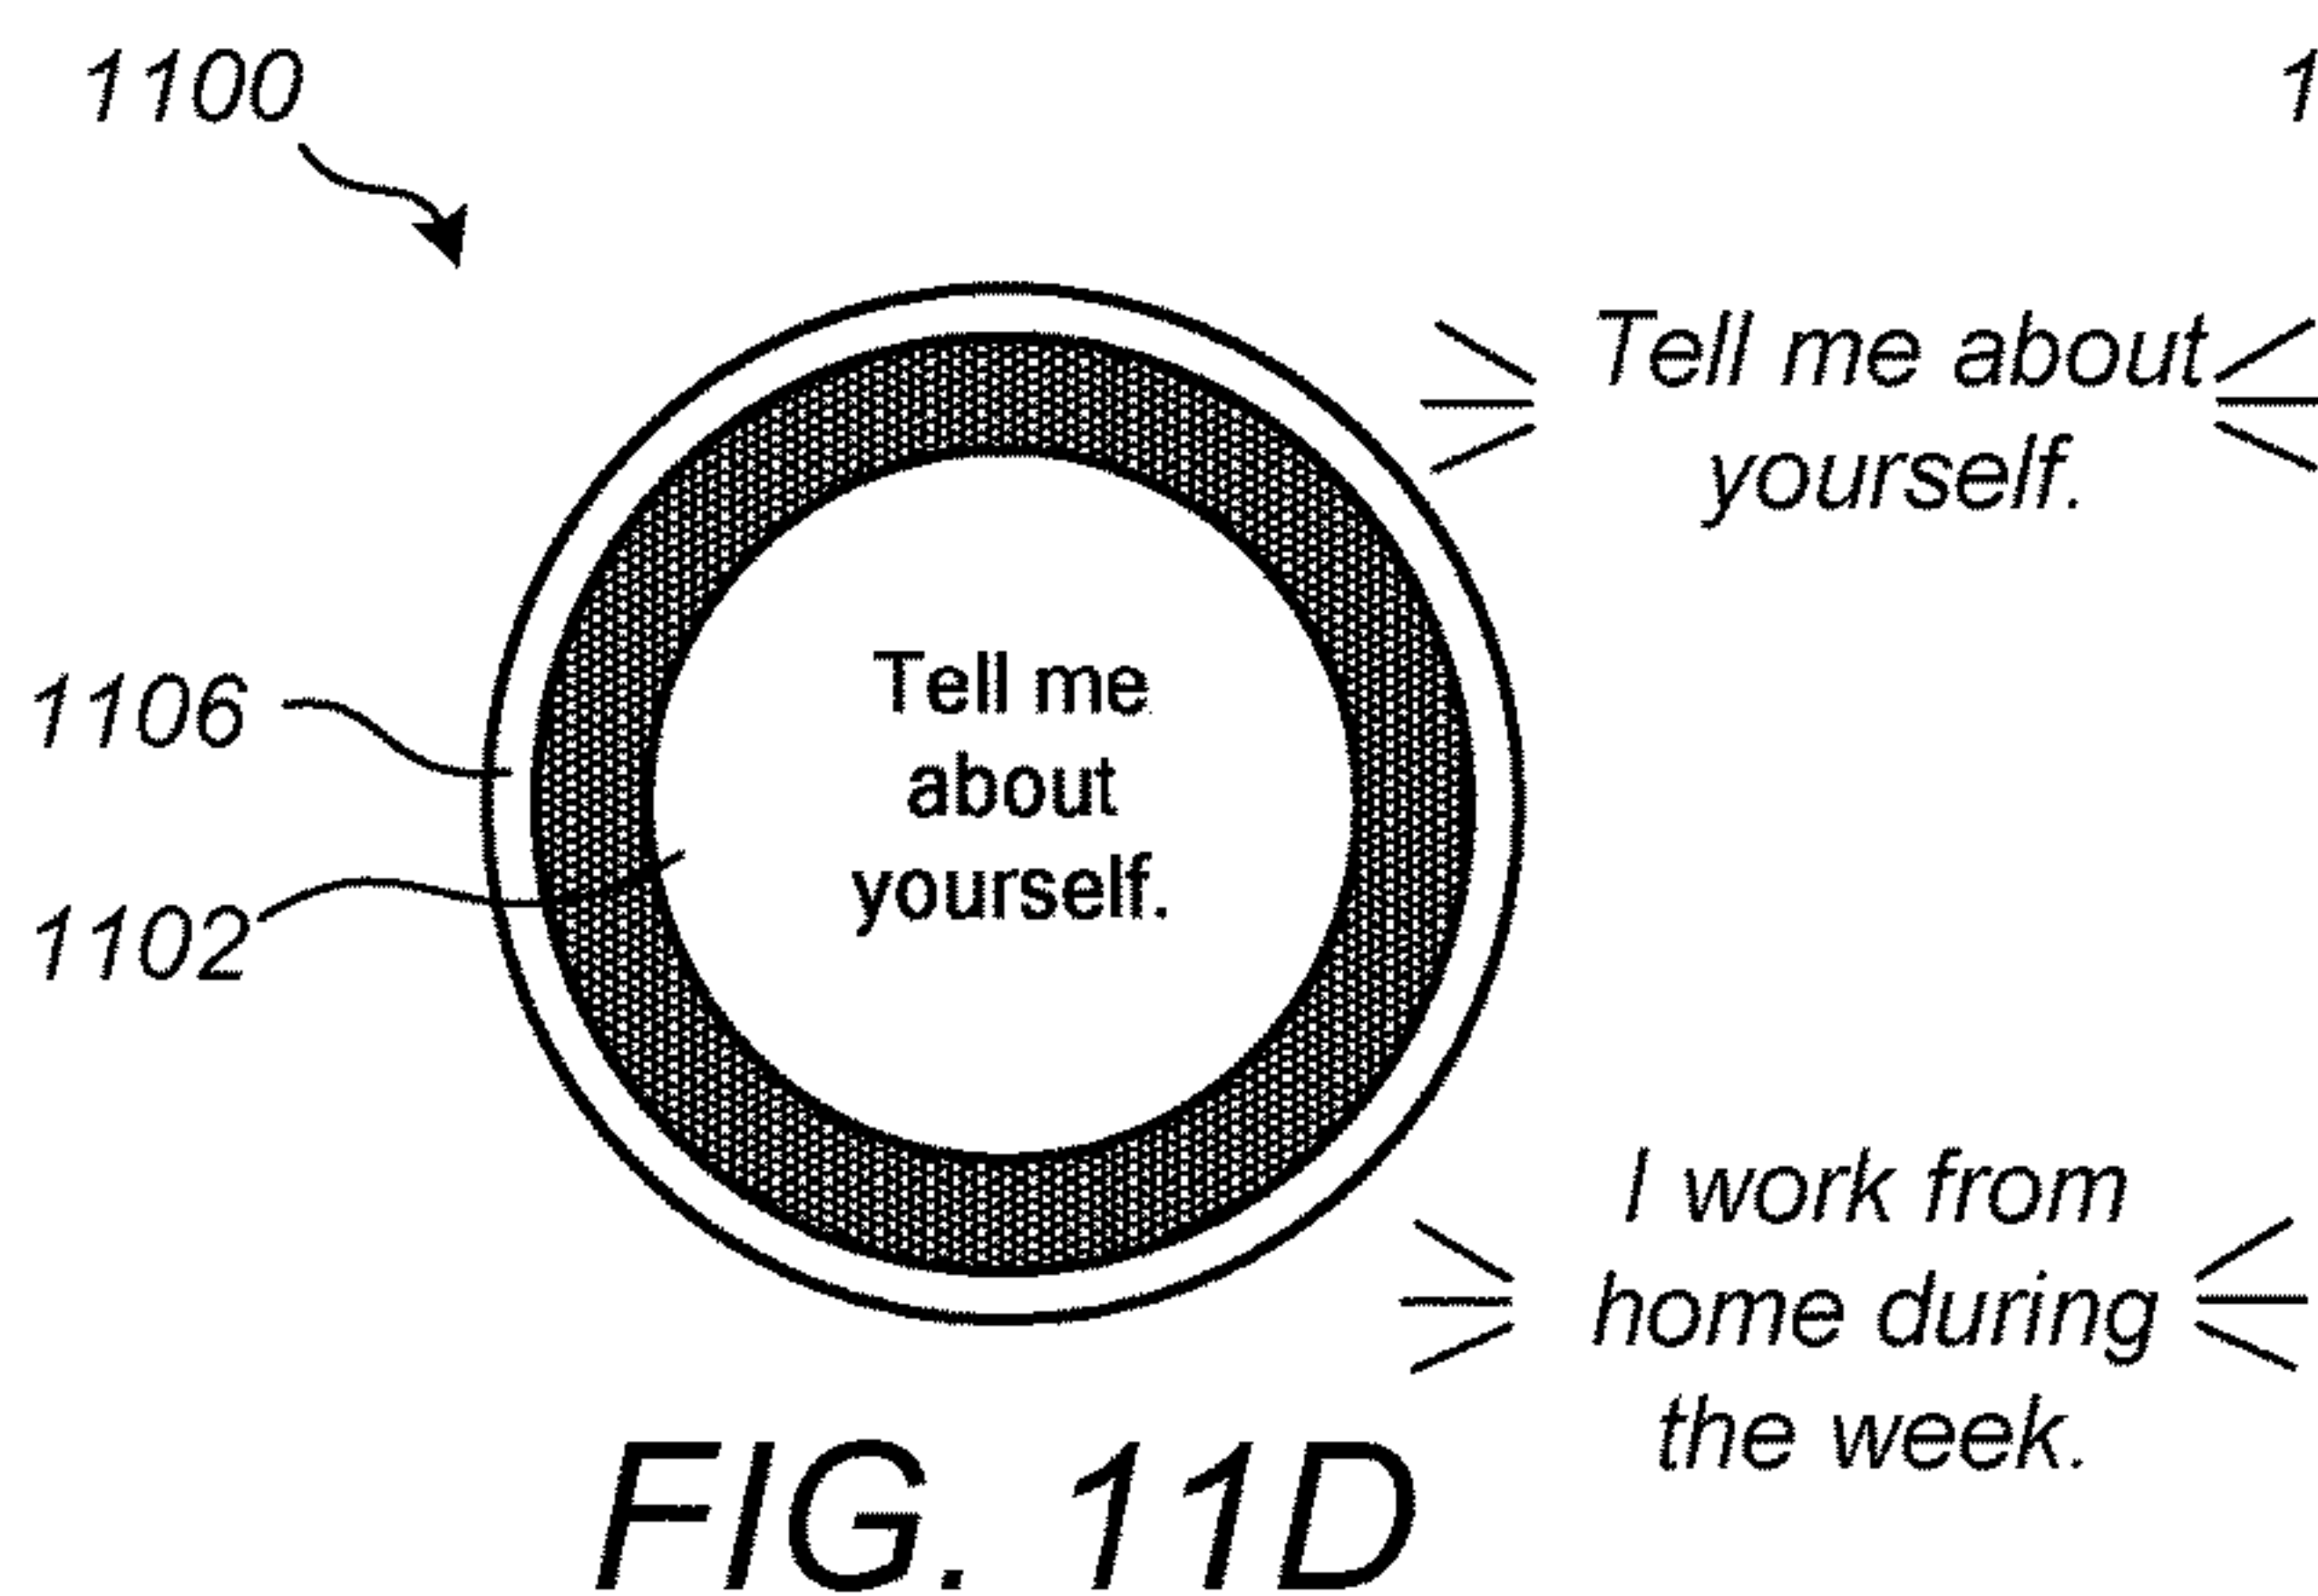 1100
1
Tell me about
yourself.
1106
1102
Tell me
about
yourself.
I work from
home during
the week.
FIG. 11D